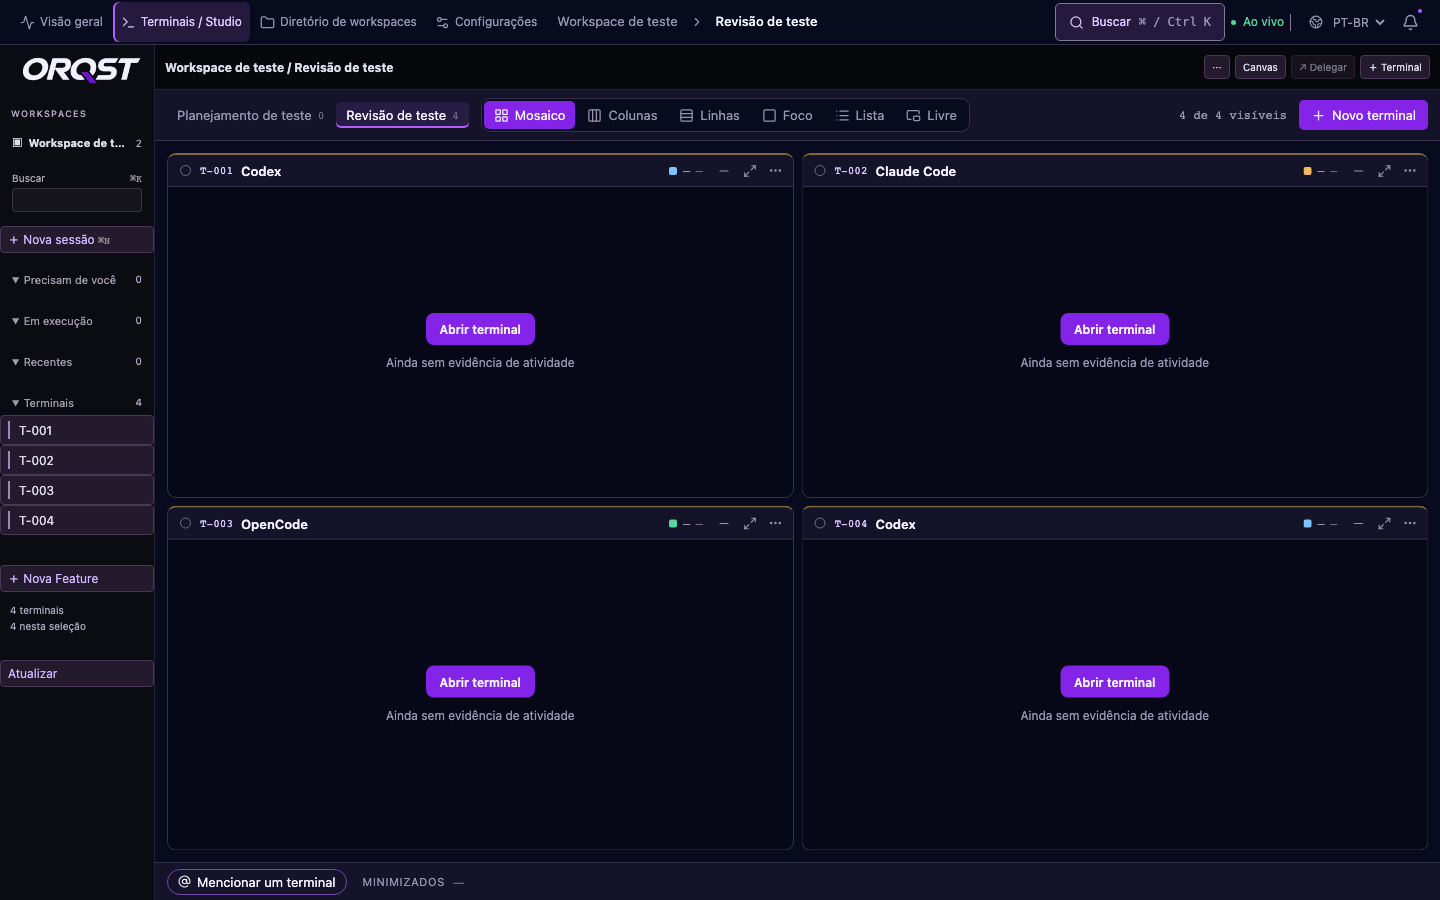 Visão geral
Terminais / Studio
Diretório de workspaces
Configurações
Workspace de teste
Revisão de teste
Buscar ⌘ / Ctrl K
Ao vivo
PT-BR
ORQST
WORKSPACES
Workspace de t... 2
Buscar ⌘K
+ Nova sessão ⌘N
Precisam de você 0
Em execução 0
Recentes 0
Terminais 4
T-001
T-002
T-003
T-004
+ Nova Feature
4 terminais
4 nesta seleção
Atualizar
Workspace de teste / Revisão de teste
···
Canvas
↗ Delegar
+ Terminal
Planejamento de teste 0
Revisão de teste 4
Mosaico
Colunas
Linhas
Foco
Lista
Livre
4 de 4 visíveis
+ Novo terminal
T-001 Codex
— —
Abrir terminal
Ainda sem evidência de atividade
T-002 Claude Code
— —
Abrir terminal
Ainda sem evidência de atividade
T-003 OpenCode
— —
Abrir terminal
Ainda sem evidência de atividade
T-004 Codex
— —
Abrir terminal
Ainda sem evidência de atividade
@ Mencionar um terminal
MINIMIZADOS —